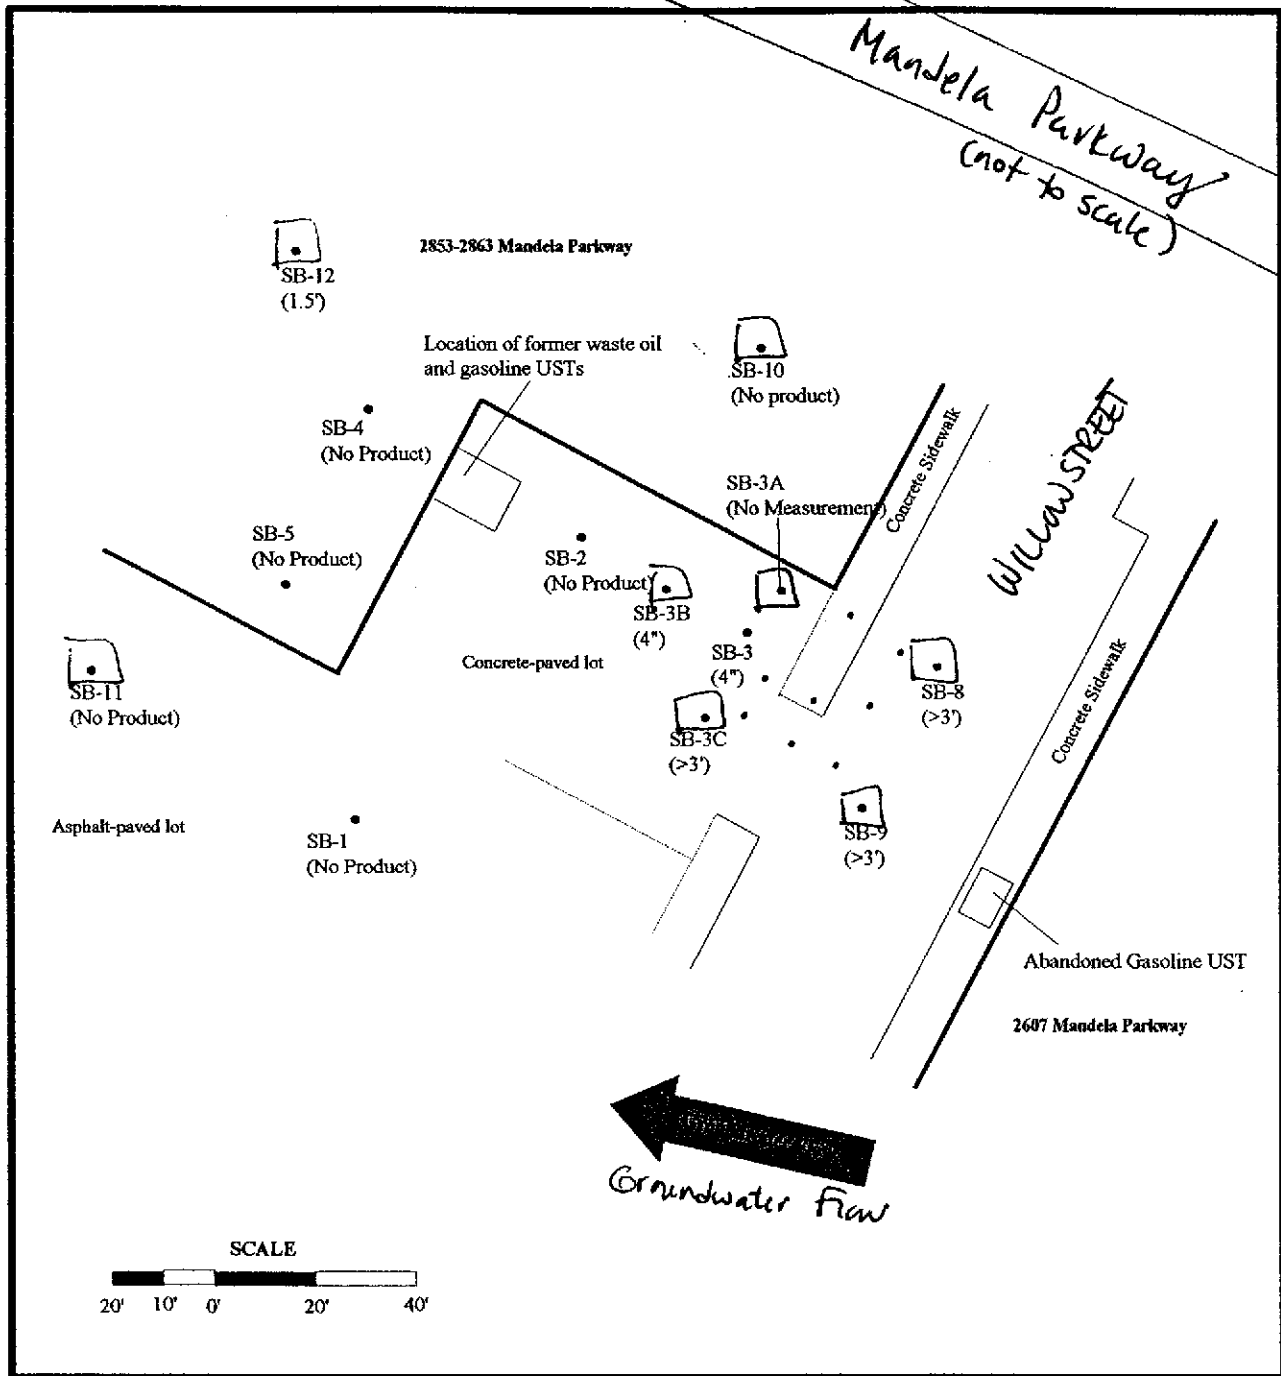 Mandela Parkway
(not to scale)
2853-2863 Mandela Parkway
SB-12
(1.5')
Location of former waste oil
and gasoline USTs
SB-10
(No product)
SB-4
(No Product)
Concrete Sidewalk
WILLOW STREET
SB-3A
(No Measurement)
SB-5
(No Product)
SB-2
(No Product)
SB-3B
(4")
SB-3
(4")
Concrete-paved lot
SB-8
(>3')
Concrete Sidewalk
SB-11
(No Product)
SB-3C
(>3')
Asphalt-paved lot
SB-1
(No Product)
SB-9
(>3')
Abandoned Gasoline UST
2607 Mandela Parkway
Groundwater Flow
SCALE
20' 10' 0' 20' 40'